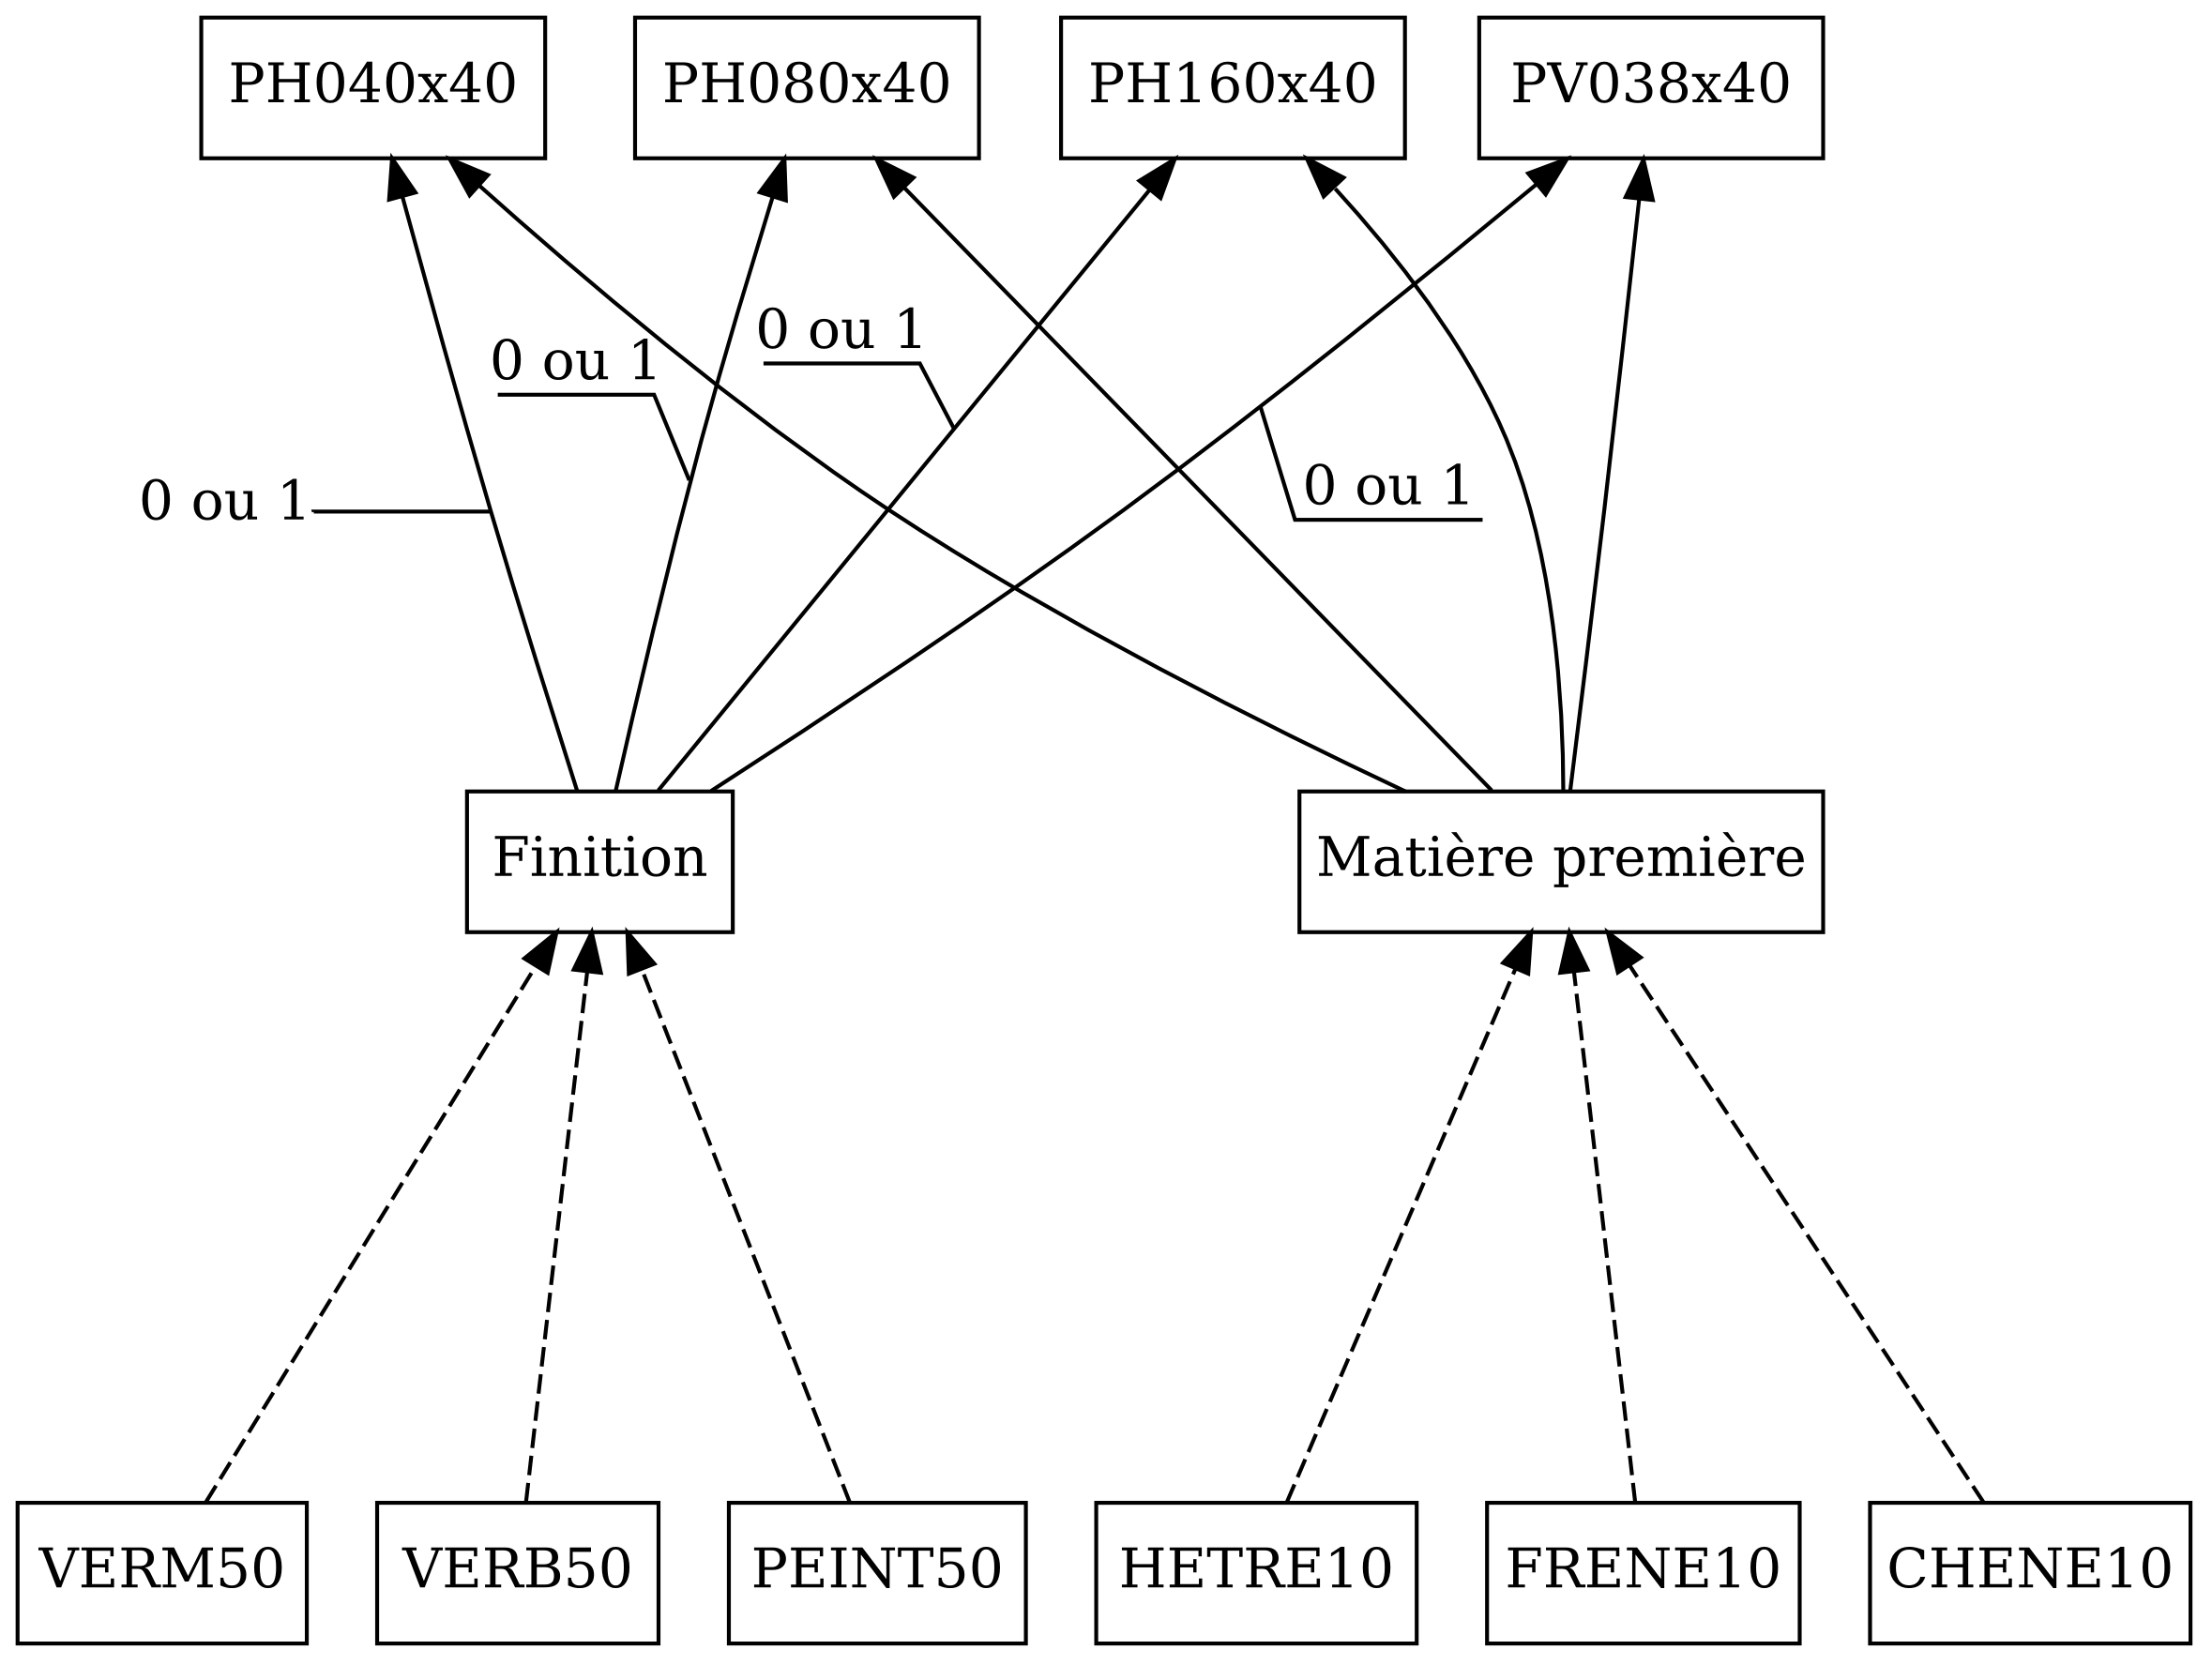 PH040x40
PH080x40
PH160x40
PV038x40
0 ou 1
0 ou 1
0 ou 1
0 ou 1
Finition
Matière première
VERM50
VERB50
PEINT50
HETRE10
FRENE10
CHENE10